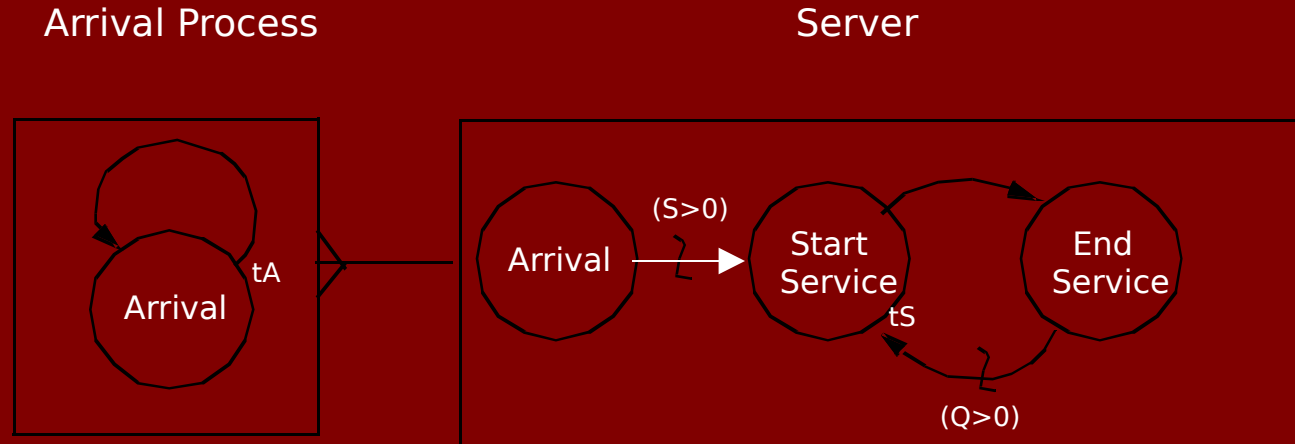 Arrival Process
Server
Arrival
tA
Arrival
(S>0)
Start
Service
tS
End
Service
(Q>0)